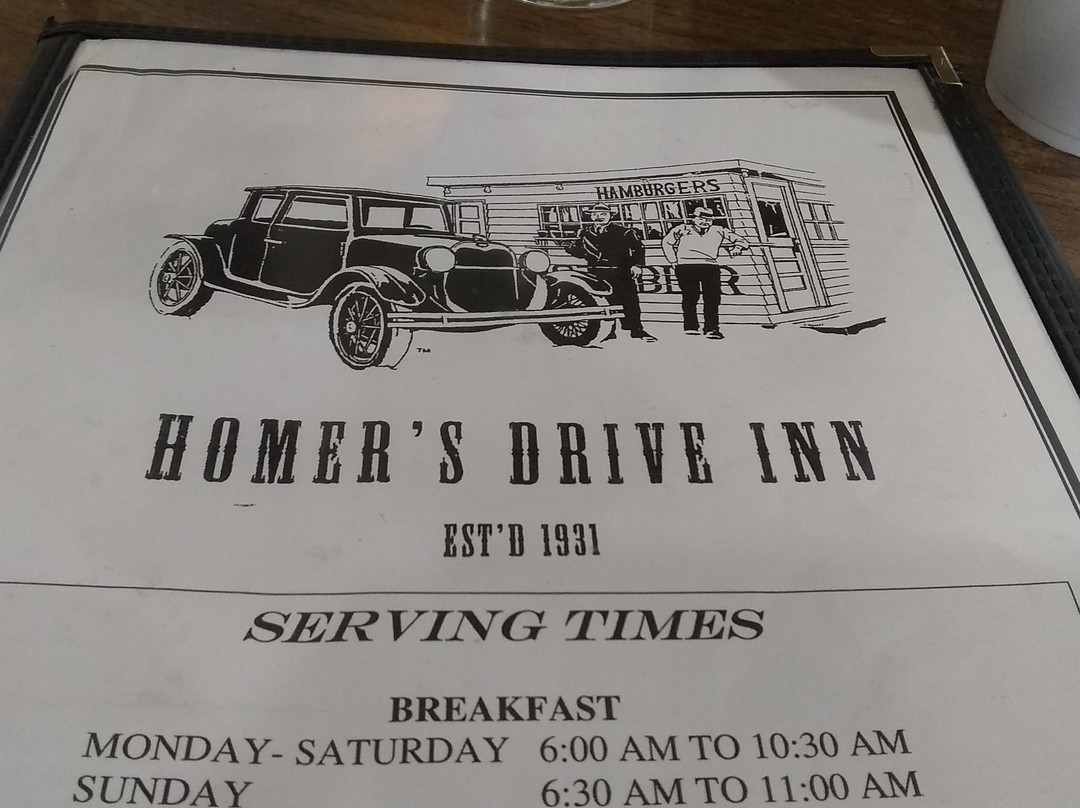 HAMBURGERS
BEER
TM
HOMER'S DRIVE INN
EST'D 1931
SERVING TIMES
BREAKFAST
MONDAY- SATURDAY 6:00 AM TO 10:30 AM
SUNDAY 6:30 AM TO 11:00 AM